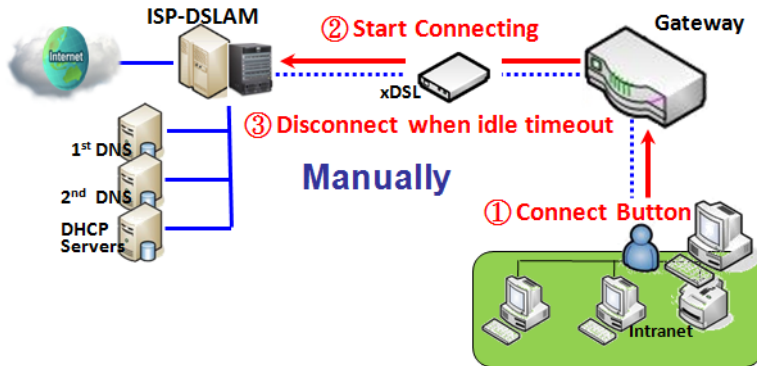 ISP-DSLAM
② Start Connecting
Gateway
Internet
xDSL
③ Disconnect when idle timeout
1st DNS
Manually
2nd DNS
① Connect Button
DHCP
Servers
Intranet